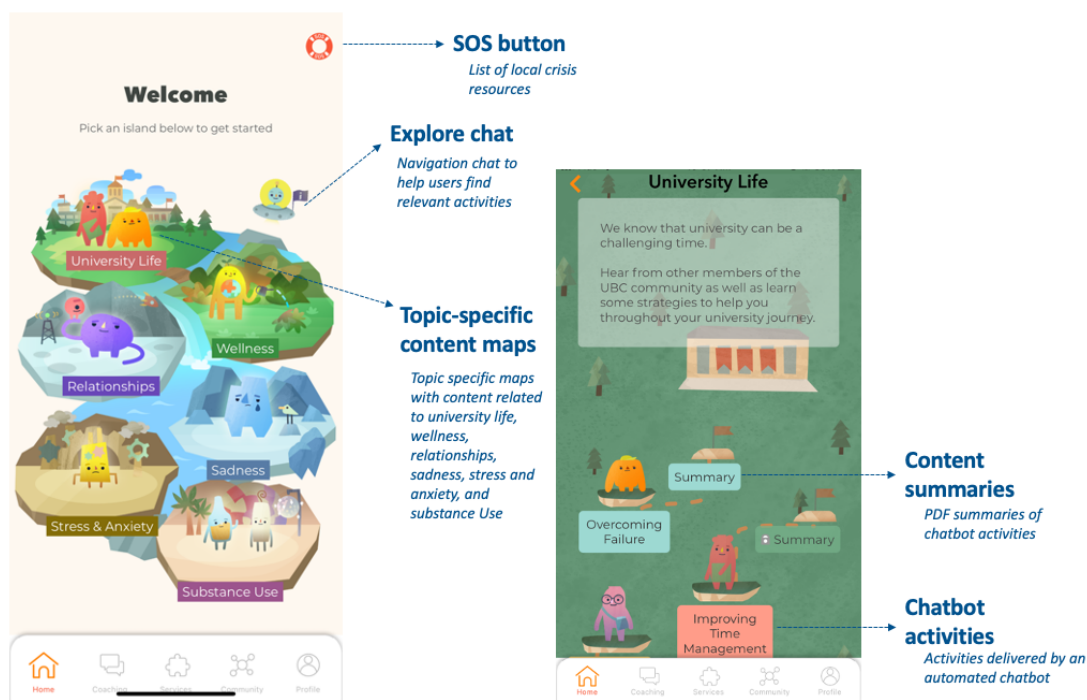 SOS button
List of local crisis
resources
Welcome
Pick an island below to get started
Explore chat
Navigation chat to
help users find
relevant activities
University Life
Wellness
Relationships
Sadness
Stress & Anxiety
Substance Use
Topic-specific
content maps
Topic specific maps
with content related
to university life,
wellness,
relationships,
sadness, stress and
anxiety, and
substance Use
Home
Coaching
Services
Community
Profile
University Life
We know that university can be a
challenging time.
Hear from other members of the
UBC community as well as learn
some strategies to help you
throughout your university journey.
Summary
Overcoming
Failure
Summary
Improving
Time
Management
Home
Coaching
Services
Community
Profile
Content
summaries
PDF summaries of
chatbot activities
Chatbot
activities
Activities delivered by an
automated chatbot